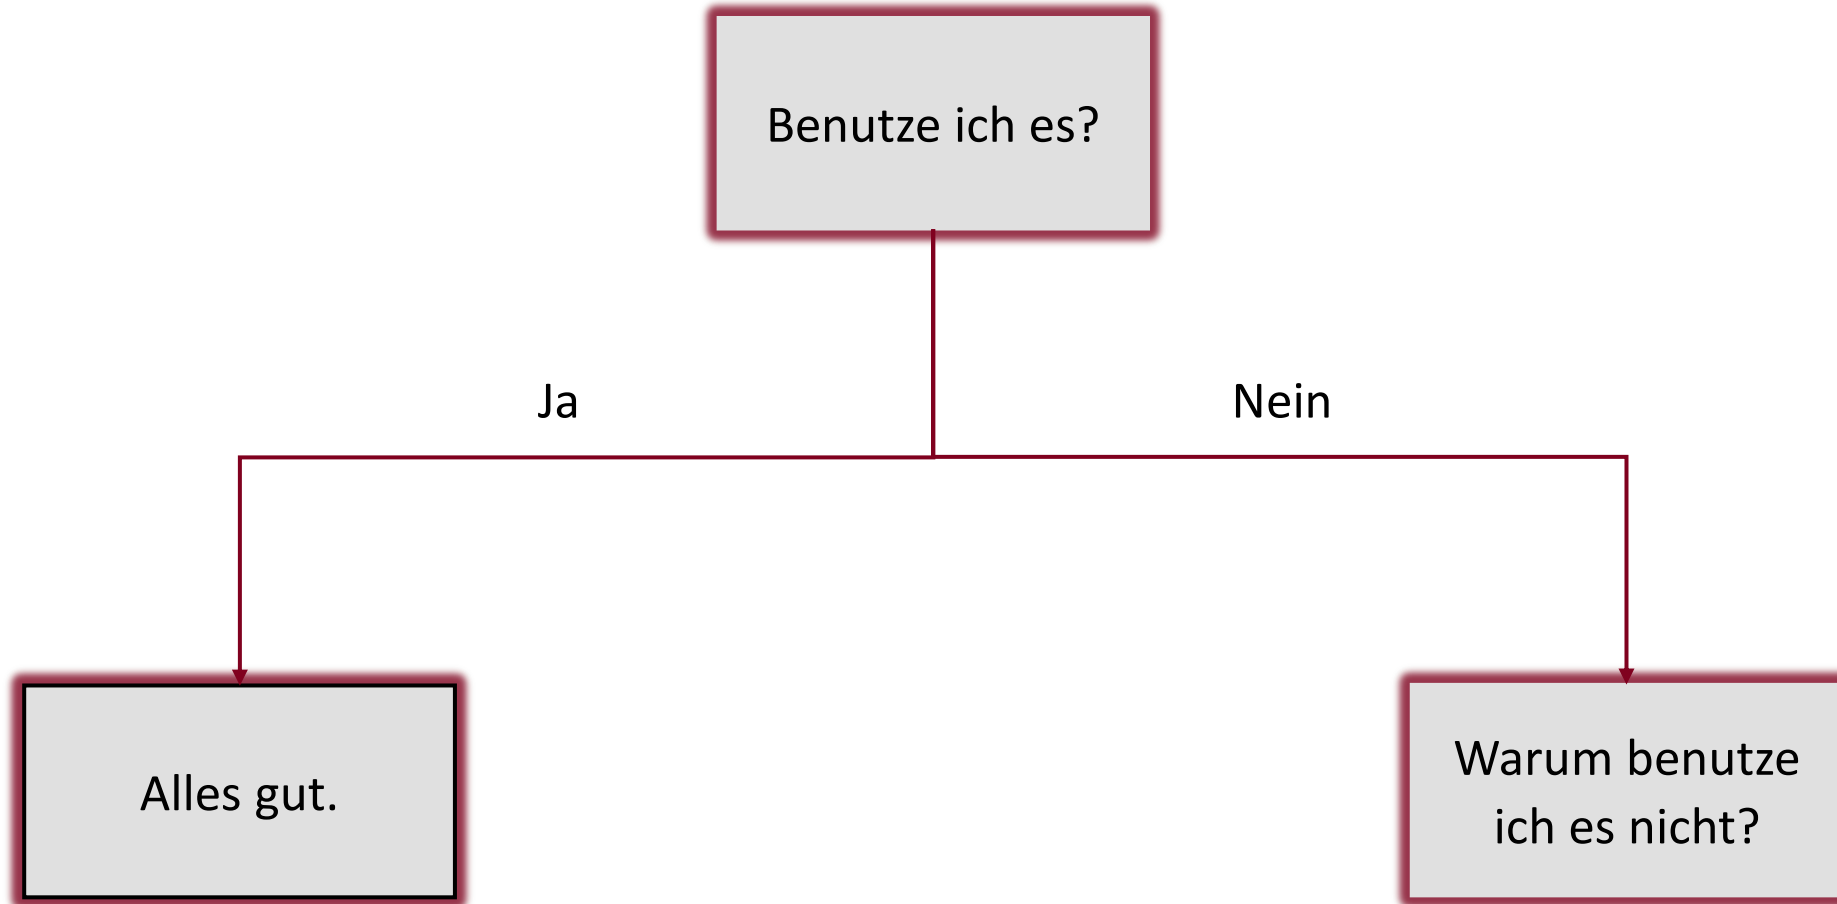 Benutze ich es?
Ja
Nein
Alles gut.
Warum benutze
ich es nicht?